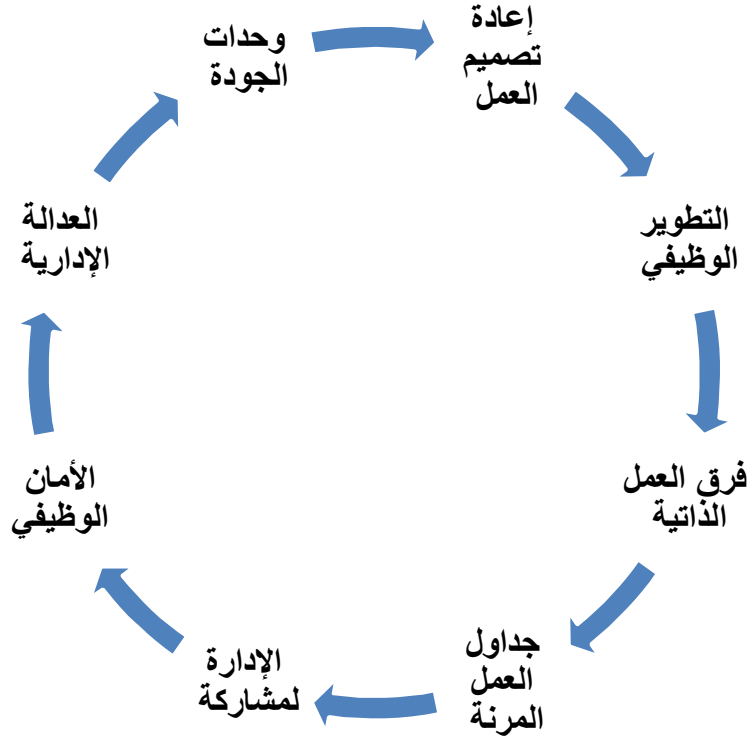 إعادة
تصميم
العمل
التطوير
الوظيفي
فرق العمل
الذاتية
جداول
العمل
المرنة
الإدارة
لمشاركة
الأمان
الوظيفي
العدالة
الإدارية
وحدات
الجودة